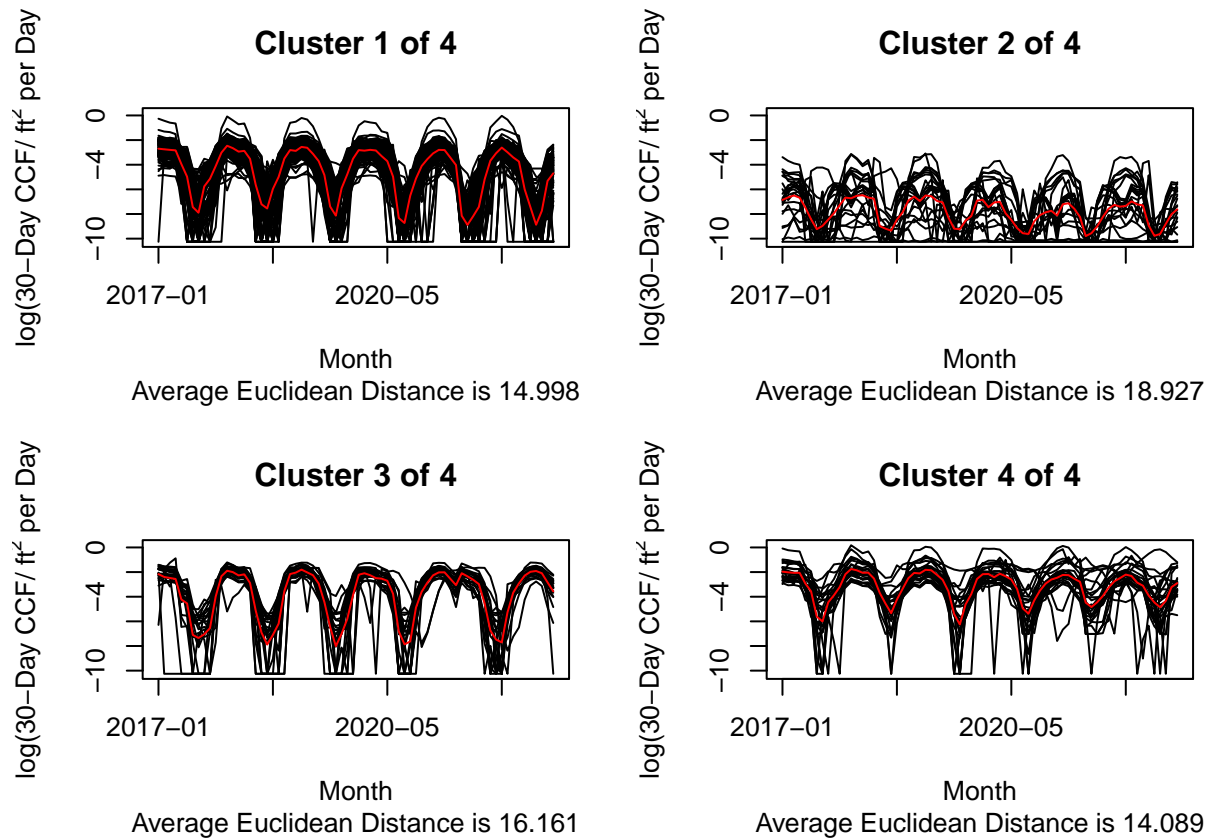 Cluster 1 of 4
log(30−Day CCF/ ft² per Day
0
−4
−10
2017−01
2020−05
Month
Average Euclidean Distance is 14.998
Cluster 2 of 4
log(30−Day CCF/ ft² per Day
0
−4
−10
2017−01
2020−05
Month
Average Euclidean Distance is 18.927
Cluster 3 of 4
log(30−Day CCF/ ft² per Day
0
−4
−10
2017−01
2020−05
Month
Average Euclidean Distance is 16.161
Cluster 4 of 4
log(30−Day CCF/ ft² per Day
0
−4
−10
2017−01
2020−05
Month
Average Euclidean Distance is 14.089